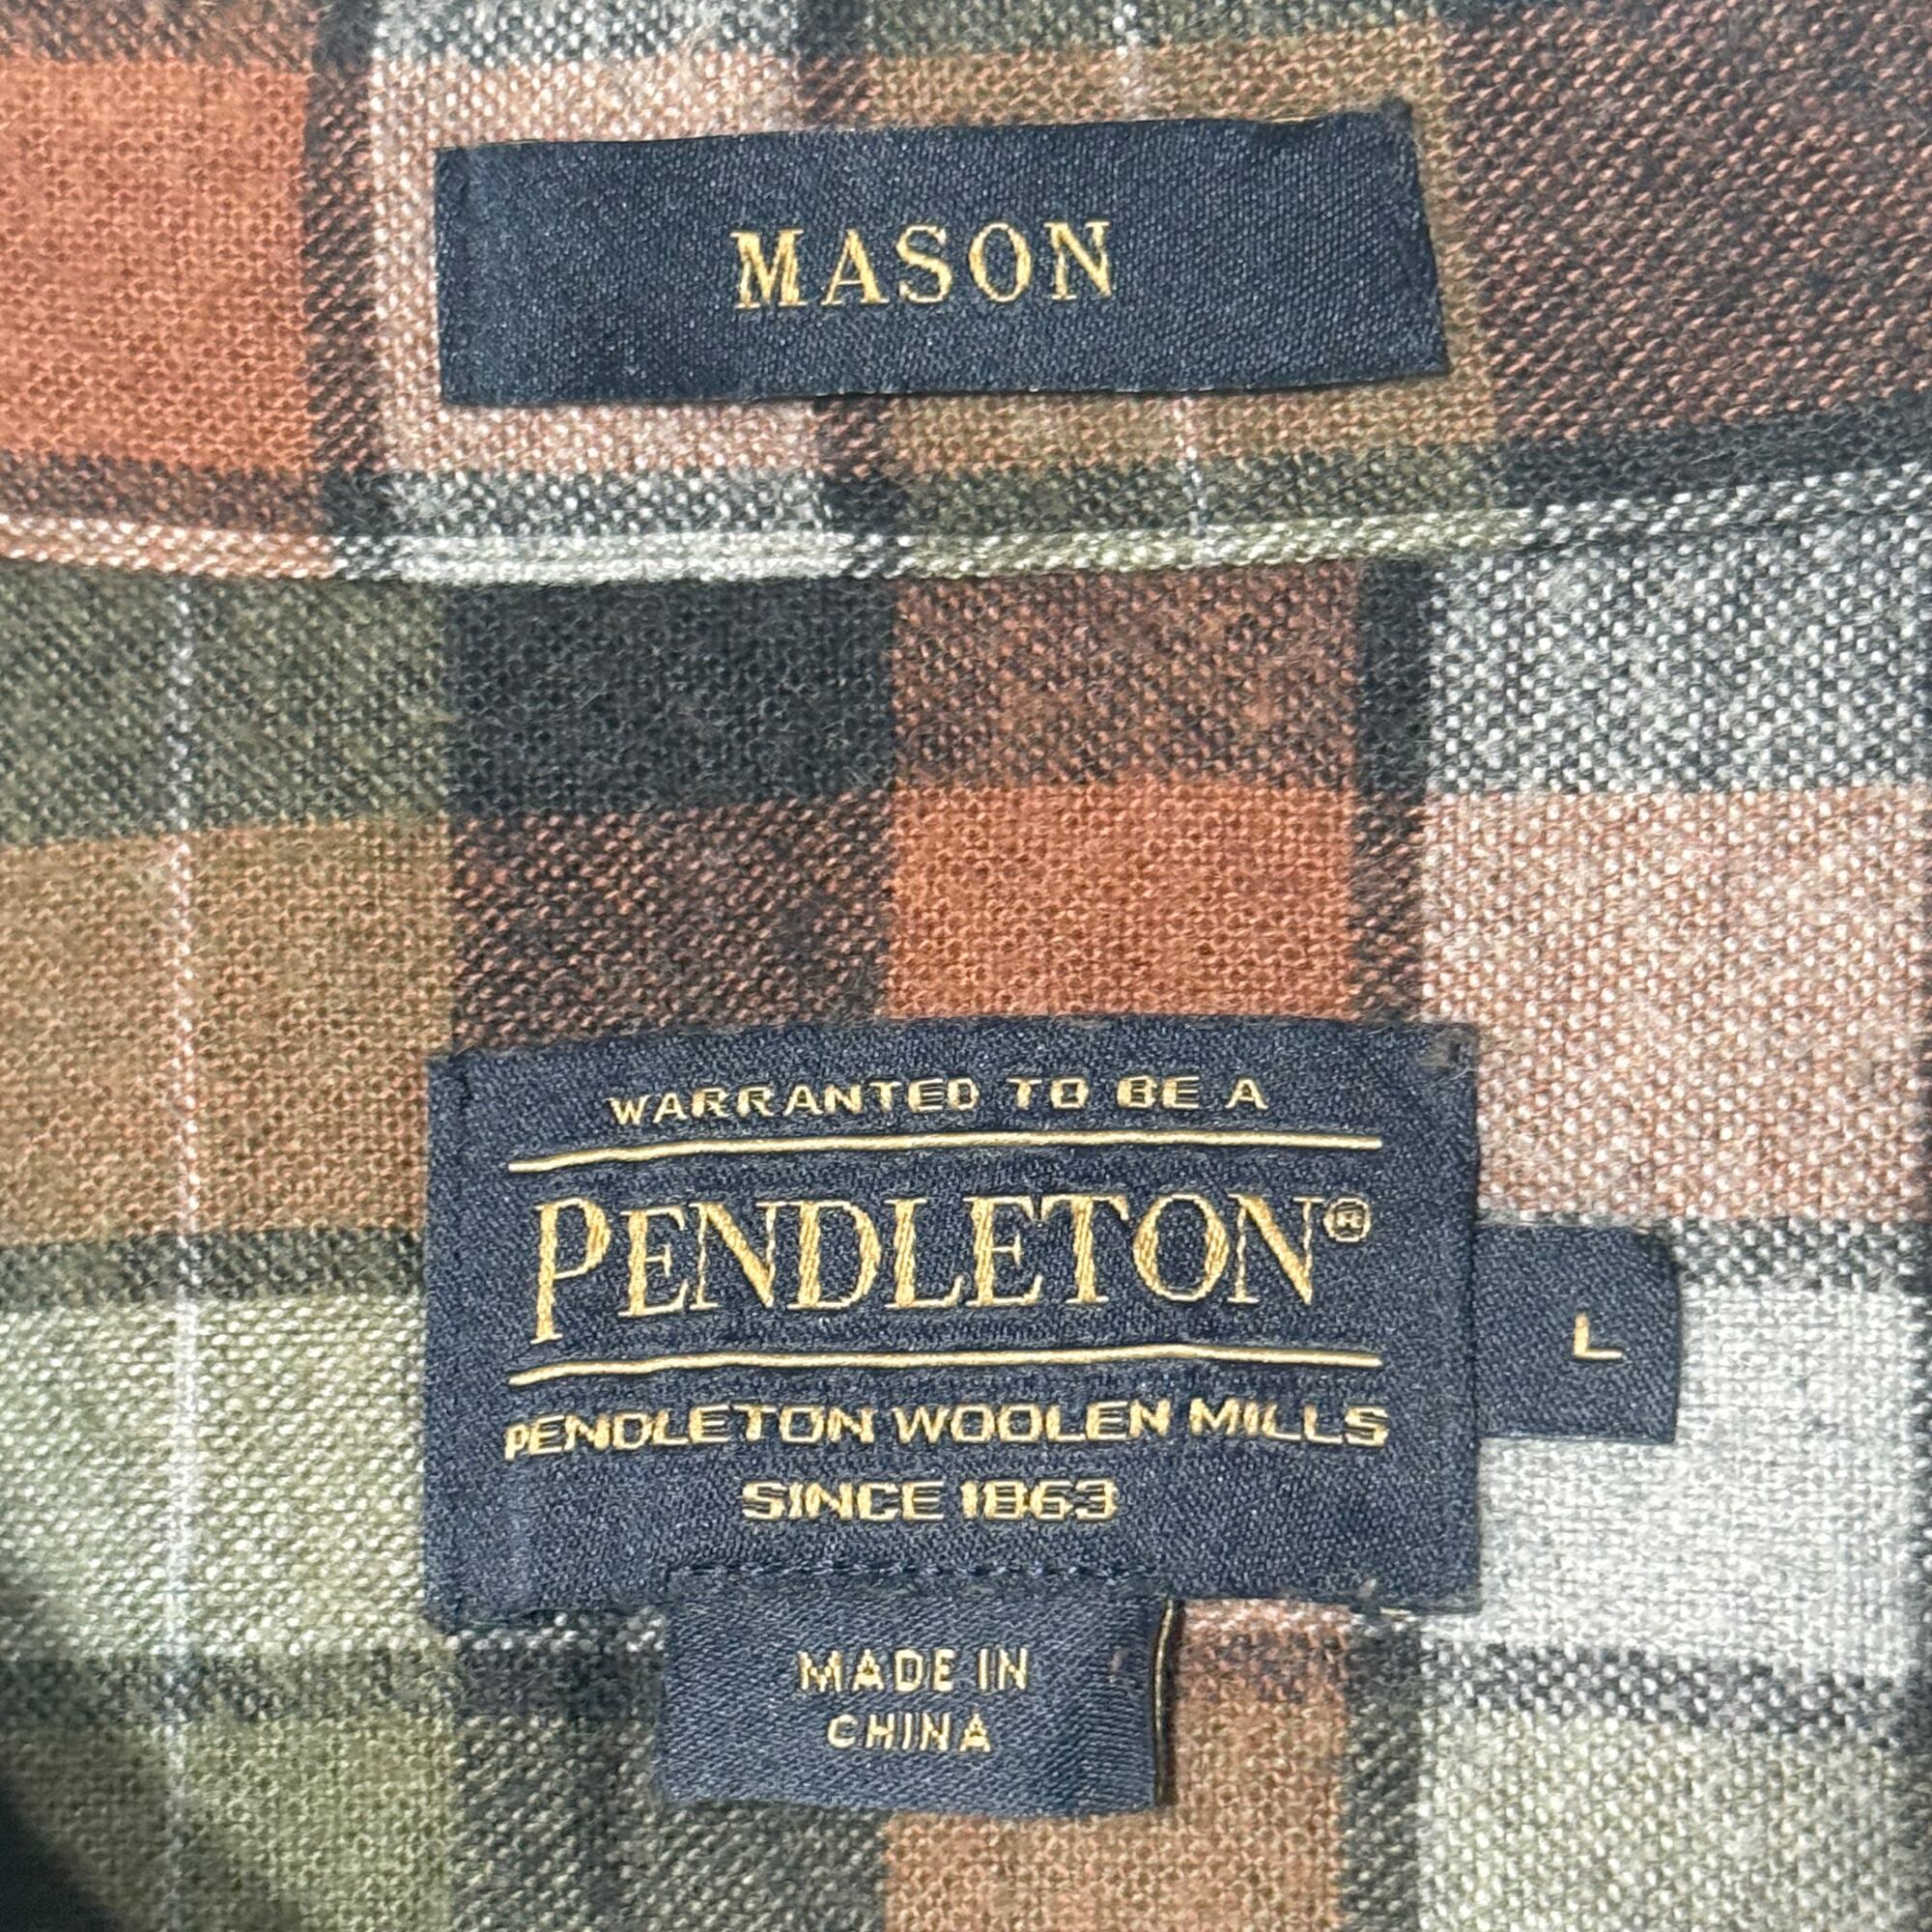 MASON
WARRANTED TO BE A
PENDLETON®
L
PENDLETON WOOLEN MILLS
SINCE 1863
MADE IN
CHINA